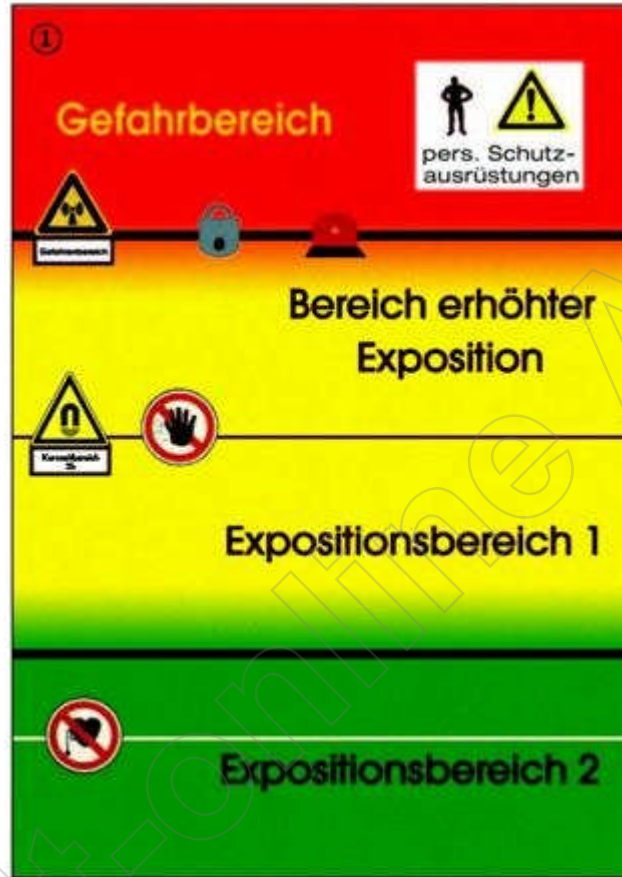 ①
Gefahrbereich
pers. Schutz-
ausrüstungen
Bereich erhöhter
Exposition
Expositionsbereich 1
Expositionsbereich 2